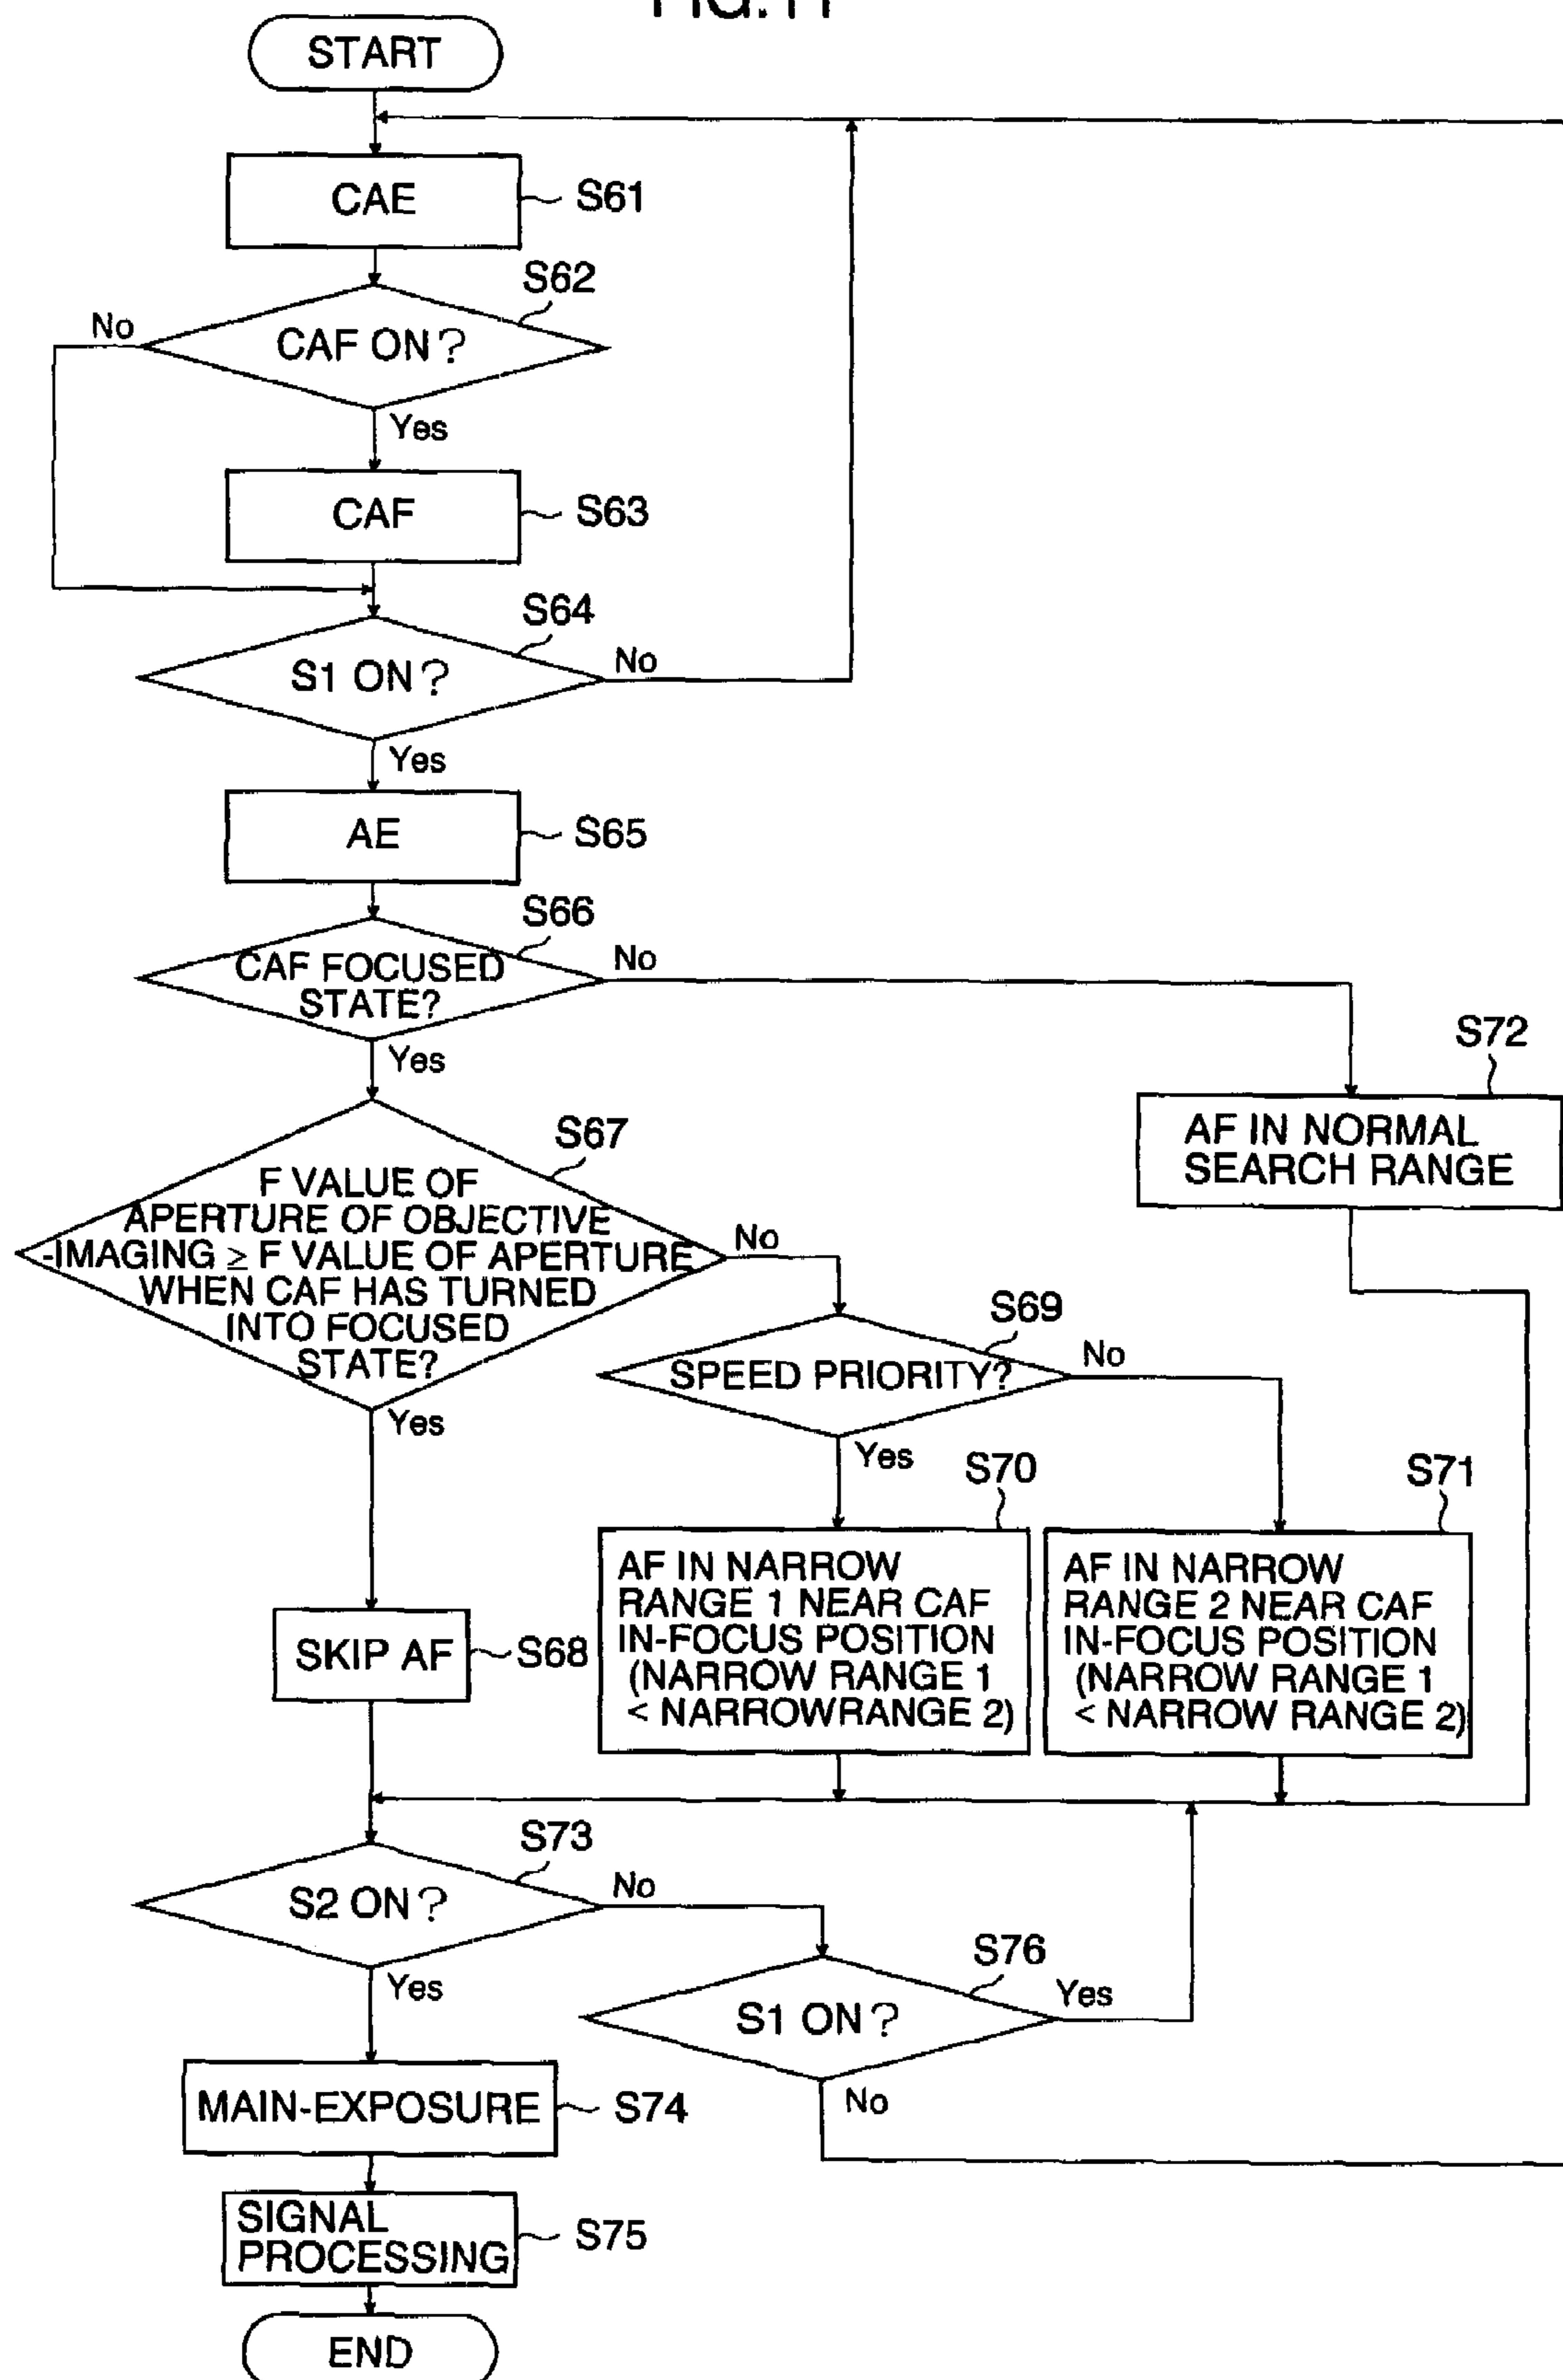 FIG.11
START
CAE
S61
S62
No
CAF ON?
Yes
CAF
S63
S64
S1 ON?
No
Yes
AE
S65
S66
CAF FOCUSED
STATE?
No
Yes
S72
AF IN NORMAL
SEARCH RANGE
S67
F VALUE OF
APERTURE OF OBJECTIVE
-IMAGING ≥ F VALUE OF APERTURE
WHEN CAF HAS TURNED
INTO FOCUSED
STATE?
No
Yes
S69
SPEED PRIORITY?
No
Yes
S70
AF IN NARROW
RANGE 1 NEAR CAF
IN-FOCUS POSITION
(NARROW RANGE 1
< NARROWRANGE 2)
S71
AF IN NARROW
RANGE 2 NEAR CAF
IN-FOCUS POSITION
(NARROW RANGE 1
< NARROW RANGE 2)
SKIP AF
S68
S73
S2 ON?
No
Yes
S76
S1 ON?
Yes
No
MAIN-EXPOSURE
S74
SIGNAL
PROCESSING
S75
END